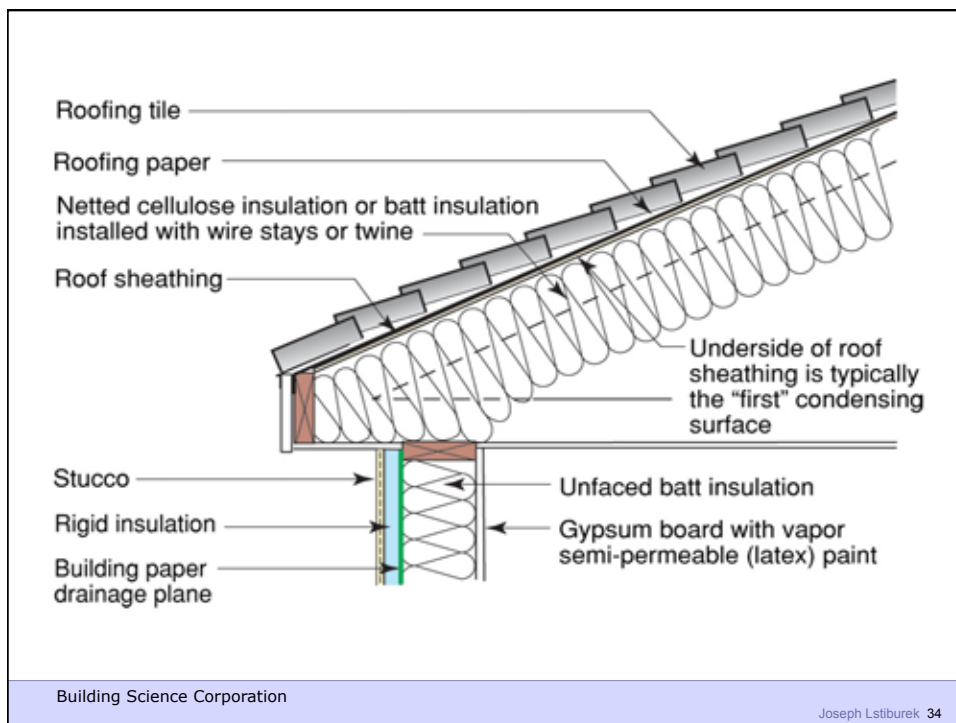 Roofing tile
Roofing paper
Netted cellulose insulation or batt insulation
installed with wire stays or twine
Roof sheathing
Underside of roof
sheathing is typically
the “first” condensing
surface
Stucco
Rigid insulation
Building paper
drainage plane
Unfaced batt insulation
Gypsum board with vapor
semi-permeable (latex) paint
Building Science Corporation
Joseph Lstiburek 34